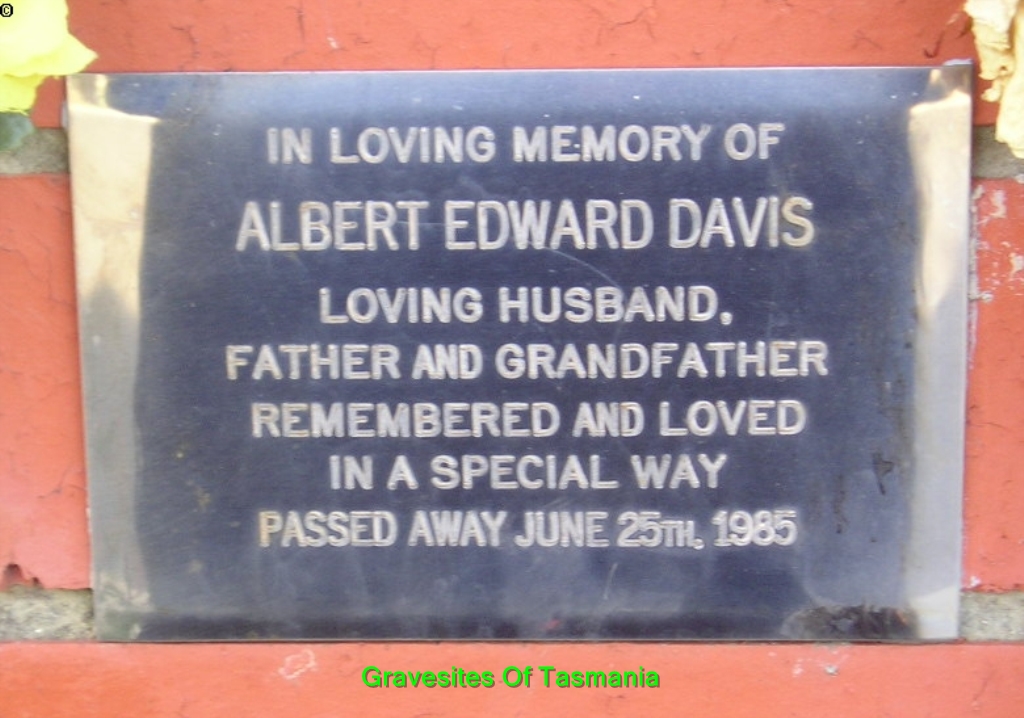 ©
IN LOVING MEMORY OF
ALBERT EDWARD DAVIS
LOVING HUSBAND,
FATHER AND GRANDFATHER
REMEMBERED AND LOVED
IN A SPECIAL WAY
PASSED AWAY JUNE 25TH, 1985
Gravesites Of Tasmania